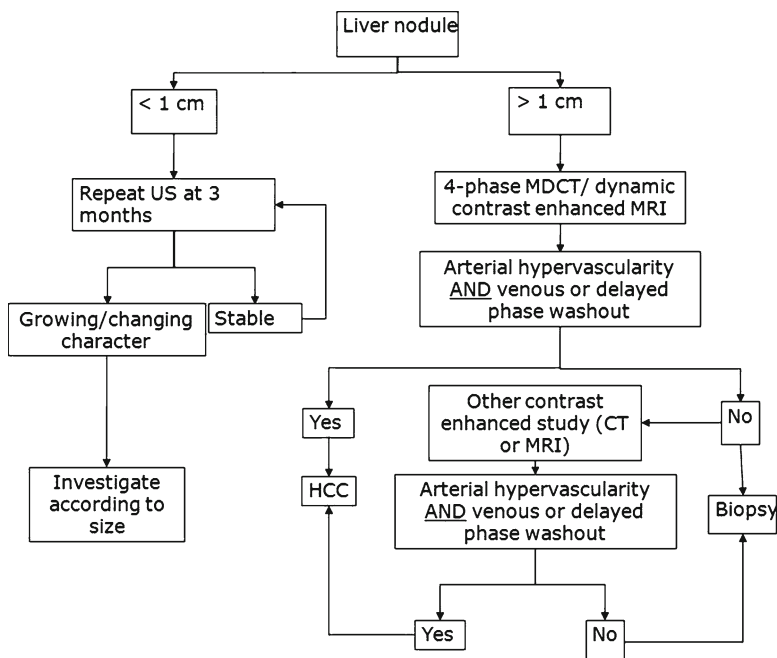 Liver nodule
< 1 cm
> 1 cm
Repeat US at 3
months
4-phase MDCT/ dynamic
contrast enhanced MRI
Arterial hypervascularity
AND venous or delayed
phase washout
Growing/changing
character
Stable
Investigate
according to
size
Yes
Other contrast
enhanced study (CT
or MRI)
No
HCC
Arterial hypervascularity
AND venous or delayed
phase washout
Biopsy
Yes
No